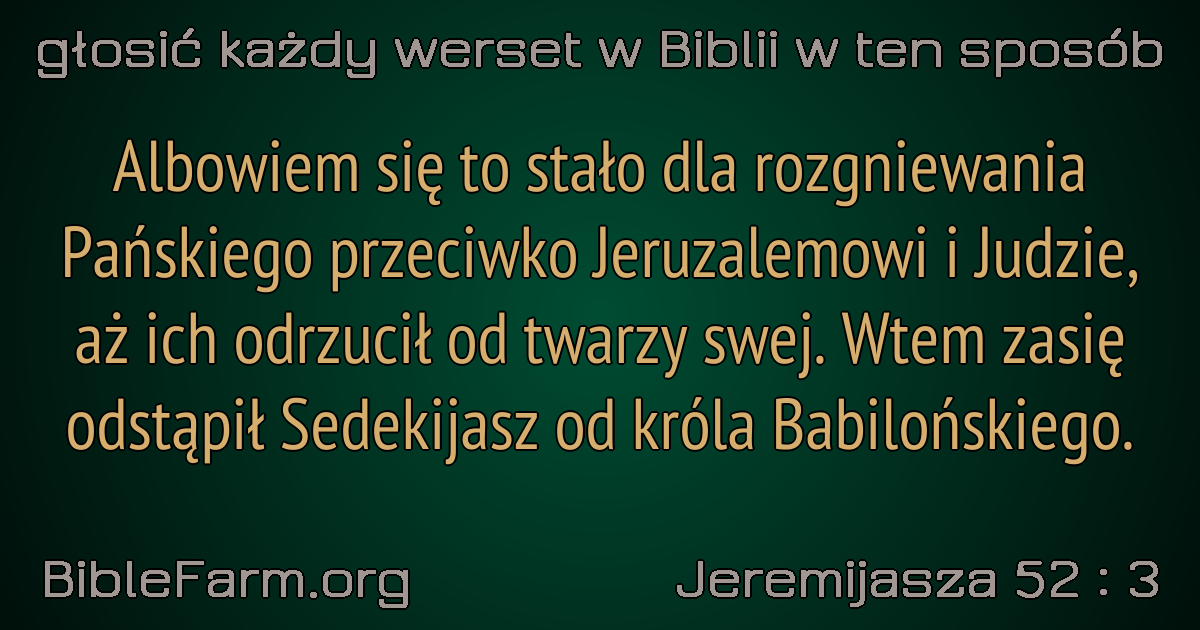 głosić każdy werset w Biblii w ten sposób
Albowiem się to stało dla rozgniewania
Pańskiego przeciwko Jeruzalemowi i Judzie,
aż ich odrzucił od twarzy swej. Wtem zasię
odstąpił Sedekijasz od króla Babilońskiego.
BibleFarm.org
Jeremijasza 52 : 3